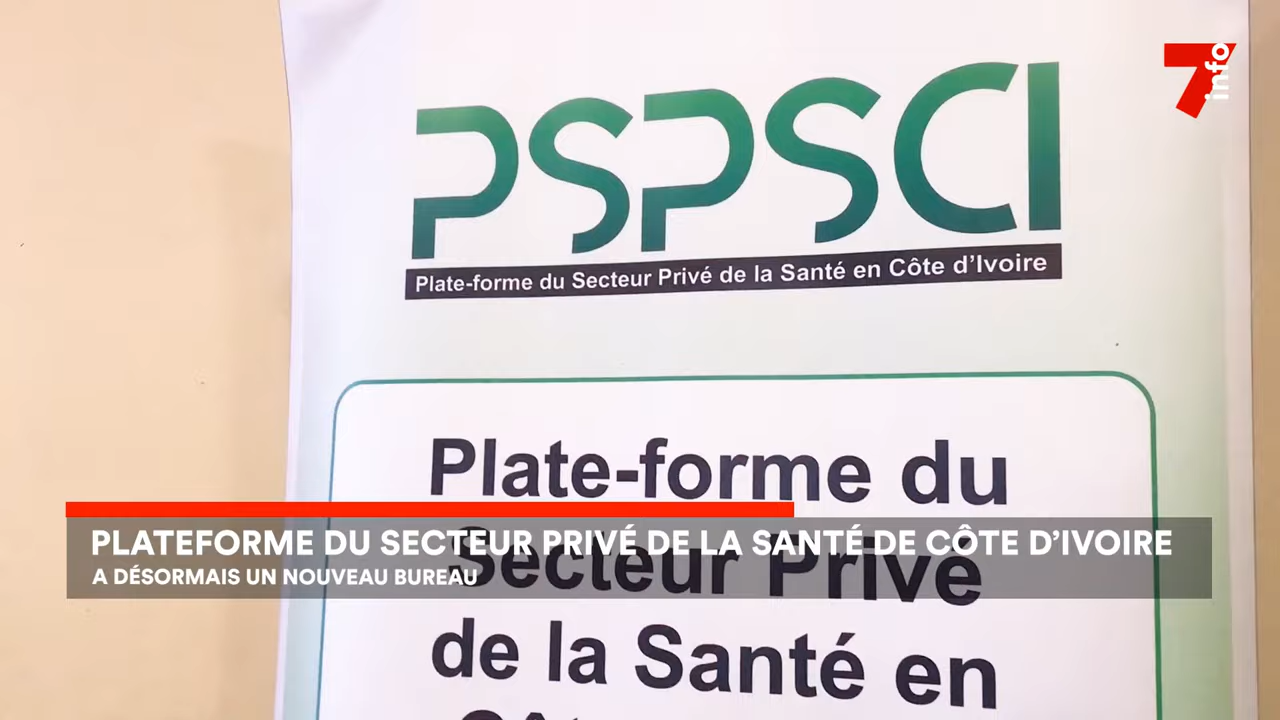 7
info
PSPSCI
Plate-forme du Secteur Privé de la Santé en Côte d'Ivoire
Plate-forme du
Secteur Privé
de la Santé en
PLATEFORME DU SECTEUR PRIVÉ DE LA SANTÉ DE CÔTE D'IVOIRE
A DÉSORMAIS UN NOUVEAU BUREAU